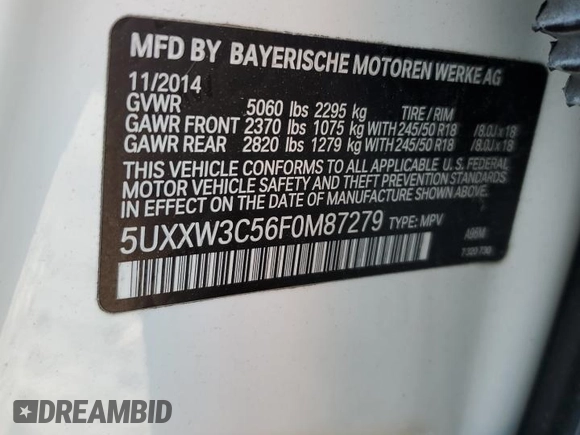 MFD BY BAYERISCHE MOTOREN WERKE AG
11/2014
GVWR 5060 lbs 2295 kg TIRE / RIM
GAWR FRONT 2370 lbs 1075 kg WITH 245/50 R18 / 8.0J x 18
GAWR REAR 2820 lbs 1279 kg WITH 245/50 R18 / 8.0J x 18
THIS VEHICLE CONFORMS TO ALL APPLICABLE U. S. FEDERAL
MOTOR VEHICLE SAFETY AND THEFT PREVENTION STANDARDS
IN EFFECT ON THE DATE OF MANUFACTURE SHOWN ABOVE.
5UXXW3C56F0M87279 TYPE: MPV
DREAMBID